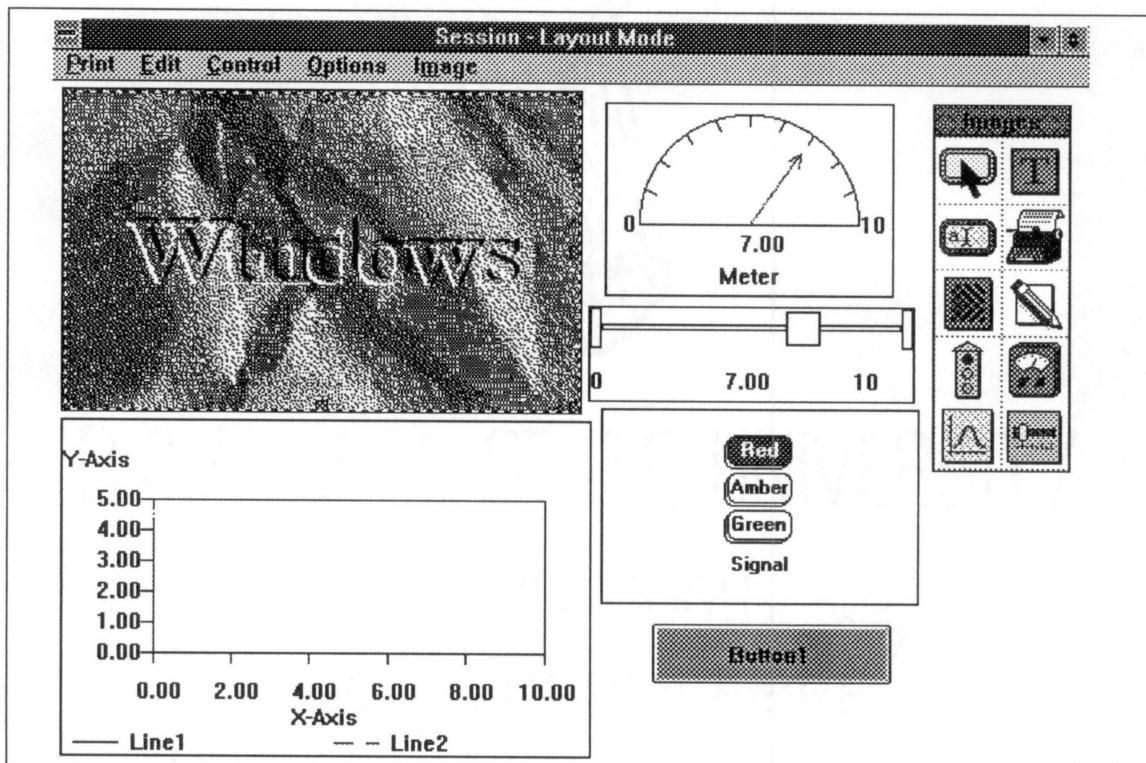 Session - Layout Mode
Print Edit Control Options Image
Windows
0 10
7.00
Meter
0 7.00 10
Red
Amber
Green
Signal
Button1
Images
T
aI
Y-Axis
5.00
4.00
3.00
2.00
1.00
0.00
0.00 2.00 4.00 6.00 8.00 10.00
X-Axis
Line1 Line2